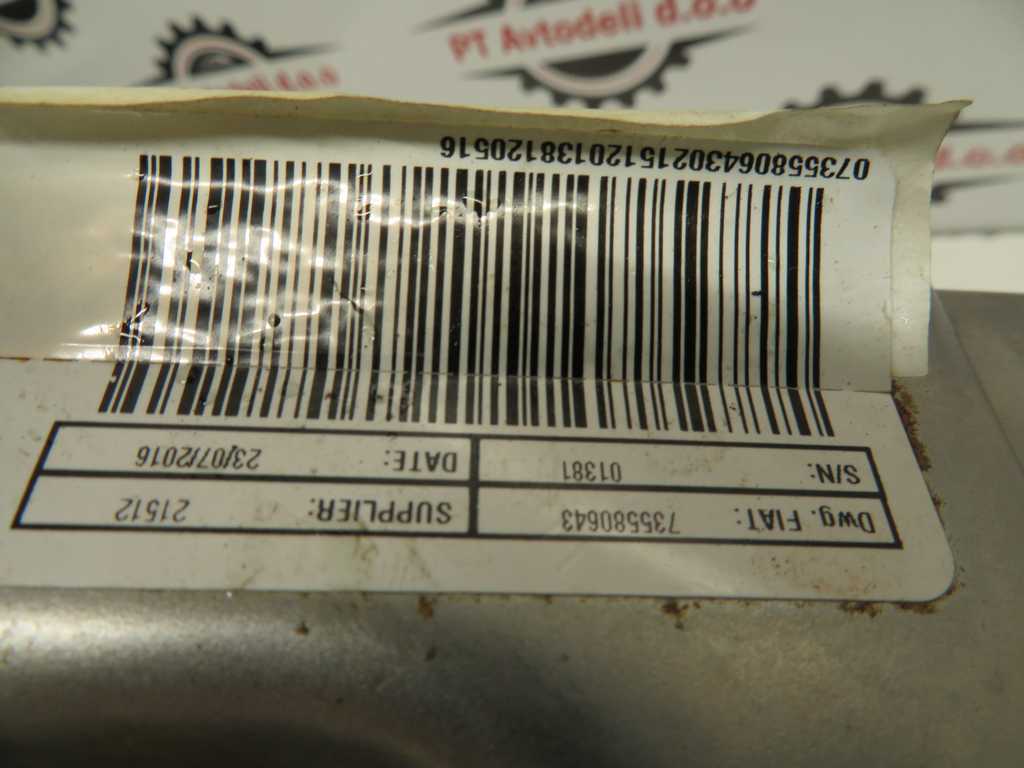 PT Avtodeli d.o.o
Dwg. FIAT: 735580643 SUPPLIER: 21512
S/N: 01381 DATE: 23/07/2016
07355806430215120138120516